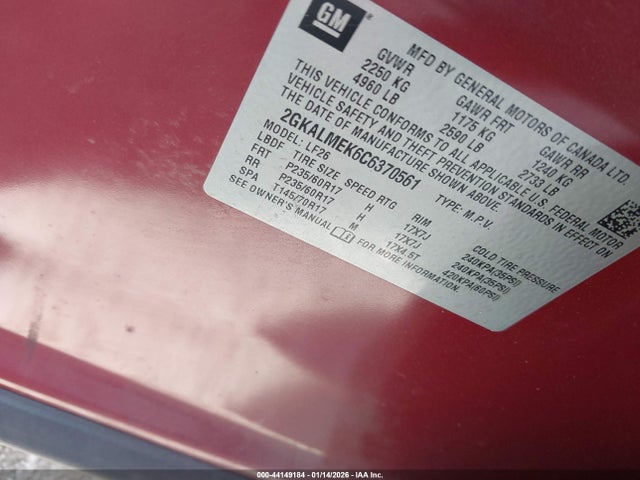 GM
MFD BY GENERAL MOTORS OF CANADA LTD.
GVWR GAWR FRT GAWR RR
2250 KG 1175 KG 1240 KG
4960 LB 2590 LB 2733 LB
THIS VEHICLE CONFORMS TO ALL APPLICABLE U.S. FEDERAL MOTOR
VEHICLE SAFETY AND THEFT PREVENTION STANDARDS IN EFFECT ON
THE DATE OF MANUFACTURE SHOWN ABOVE.
2GKALMEK6C6370561 TYPE: M.P.V.
MODEL: LF26
LBDF TIRE SIZE SPEED RTG RIM COLD TIRE PRESSURE
FRT P235/60R17 H 17X7J 240KPA(35PSI)
RR P235/60R17 H 17X7J 240KPA(35PSI)
SPA T145/70R17 M 17X4.5T 420KPA(60PSI)
SEE OWNER'S MANUAL FOR MORE INFORMATION.
000-44149184 | 01/14/2026 | IAA Inc.